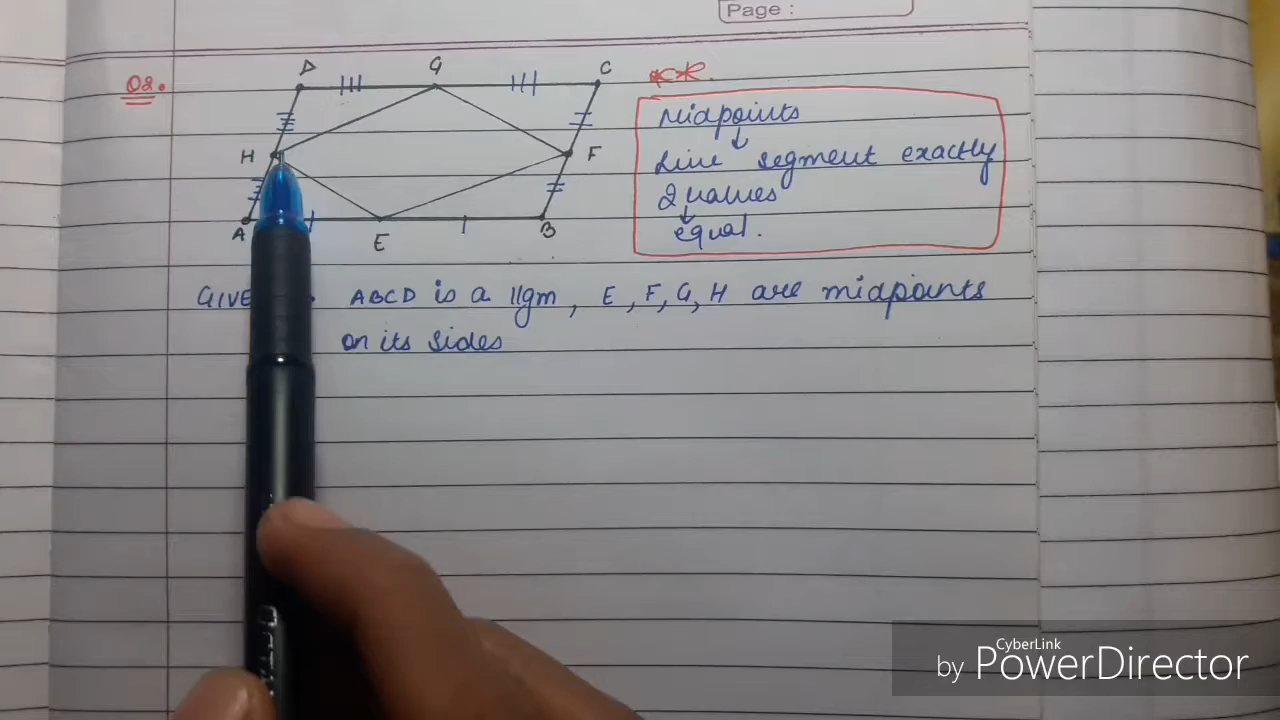 Page :
Q2.
D G C
H F
A E B
midpoints
↓
Line segment exactly
2 values
↓
equal.
ABCD is a ||gm, E, F, G, H are midpoints
on its sides
CyberLink
by PowerDirector